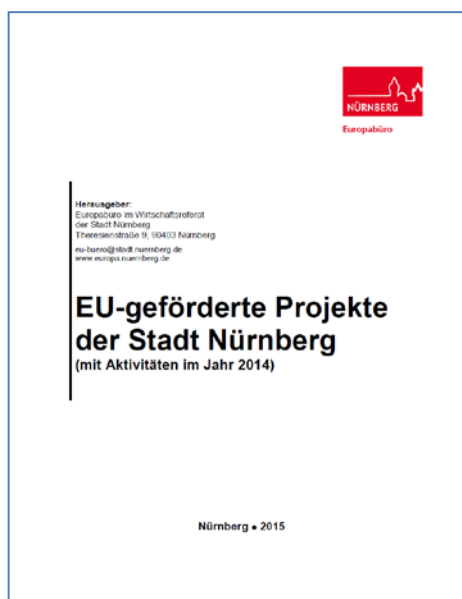 NÜRNBERG
Europabüro
Herausgeber:
Europabüro im Wirtschaftsreferat
der Stadt Nürnberg
Theresienstraße 9, 90403 Nürnberg
eu-buero@stadt.nuernberg.de
www.europa.nuernberg.de
EU-geförderte Projekte
der Stadt Nürnberg
(mit Aktivitäten im Jahr 2014)
Nürnberg • 2015